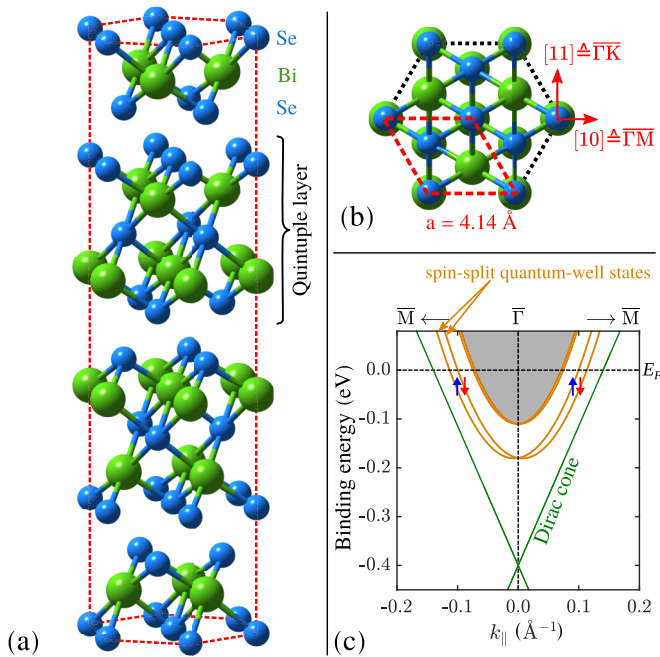 Se
Bi
Se
Quintuple layer
(a)
[11]≙ΓK̅
[10]≙ΓM̅
a = 4.14 Å
(b)
spin-split quantum-well states
M̅ ← Γ̅ → M̅
0.0
-0.1
-0.2
-0.3
-0.4
Binding energy (eV)
E_F
Dirac cone
-0.2 -0.1 0.0 0.1 0.2
k∥ (Å⁻¹)
(c)